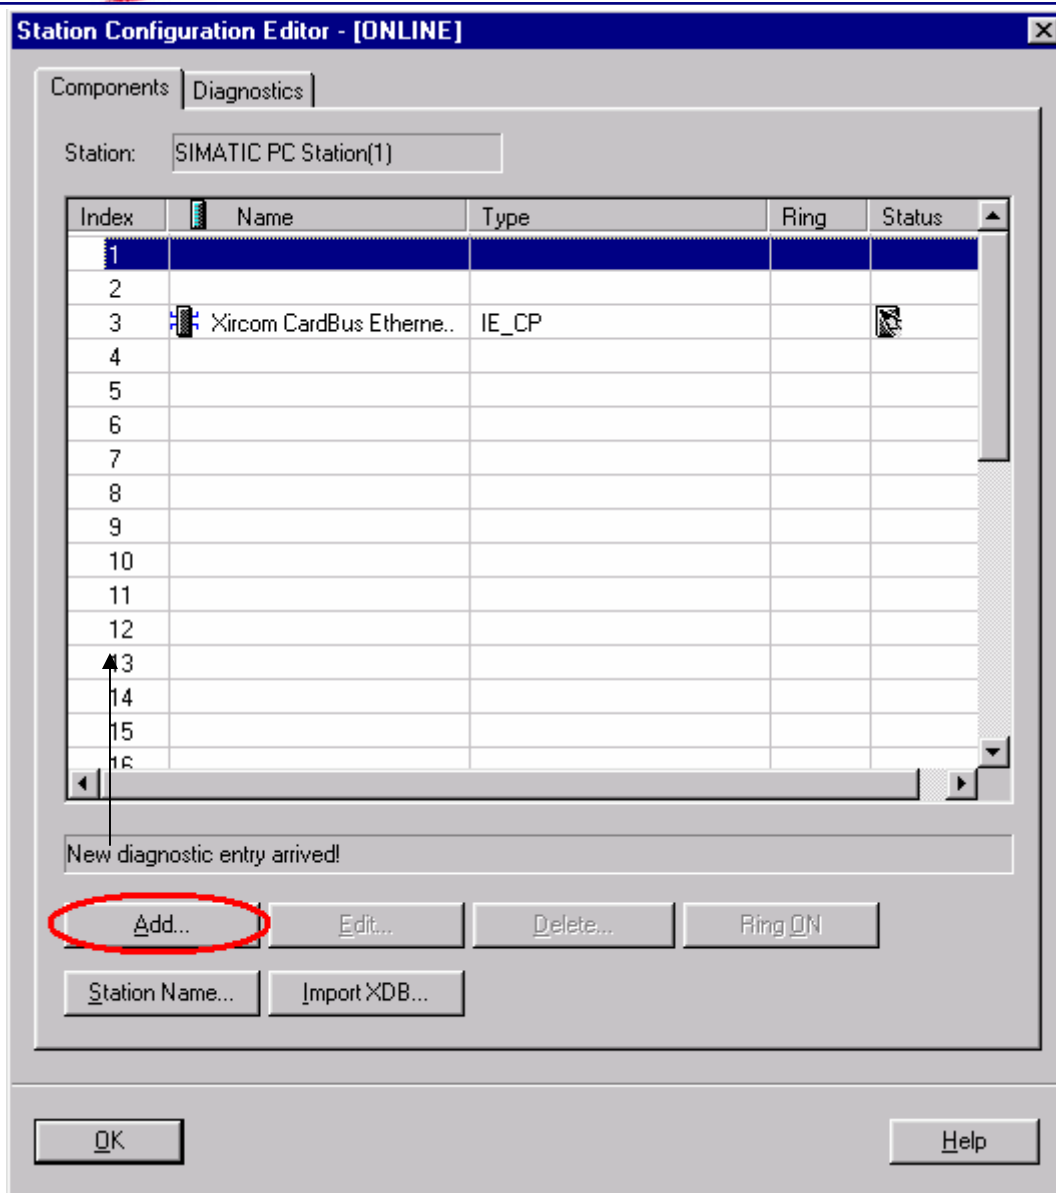 Station Configuration Editor - [ONLINE]
Components Diagnostics
Station: SIMATIC PC Station(1)
Index Name Type Ring Status
1
2
3 Xircom CardBus Etherne.. IE_CP
4
5
6
7
8
9
10
11
12
13
14
15
16
New diagnostic entry arrived!
Add... Edit... Delete... Ring ON
Station Name... Import XDB...
OK Help